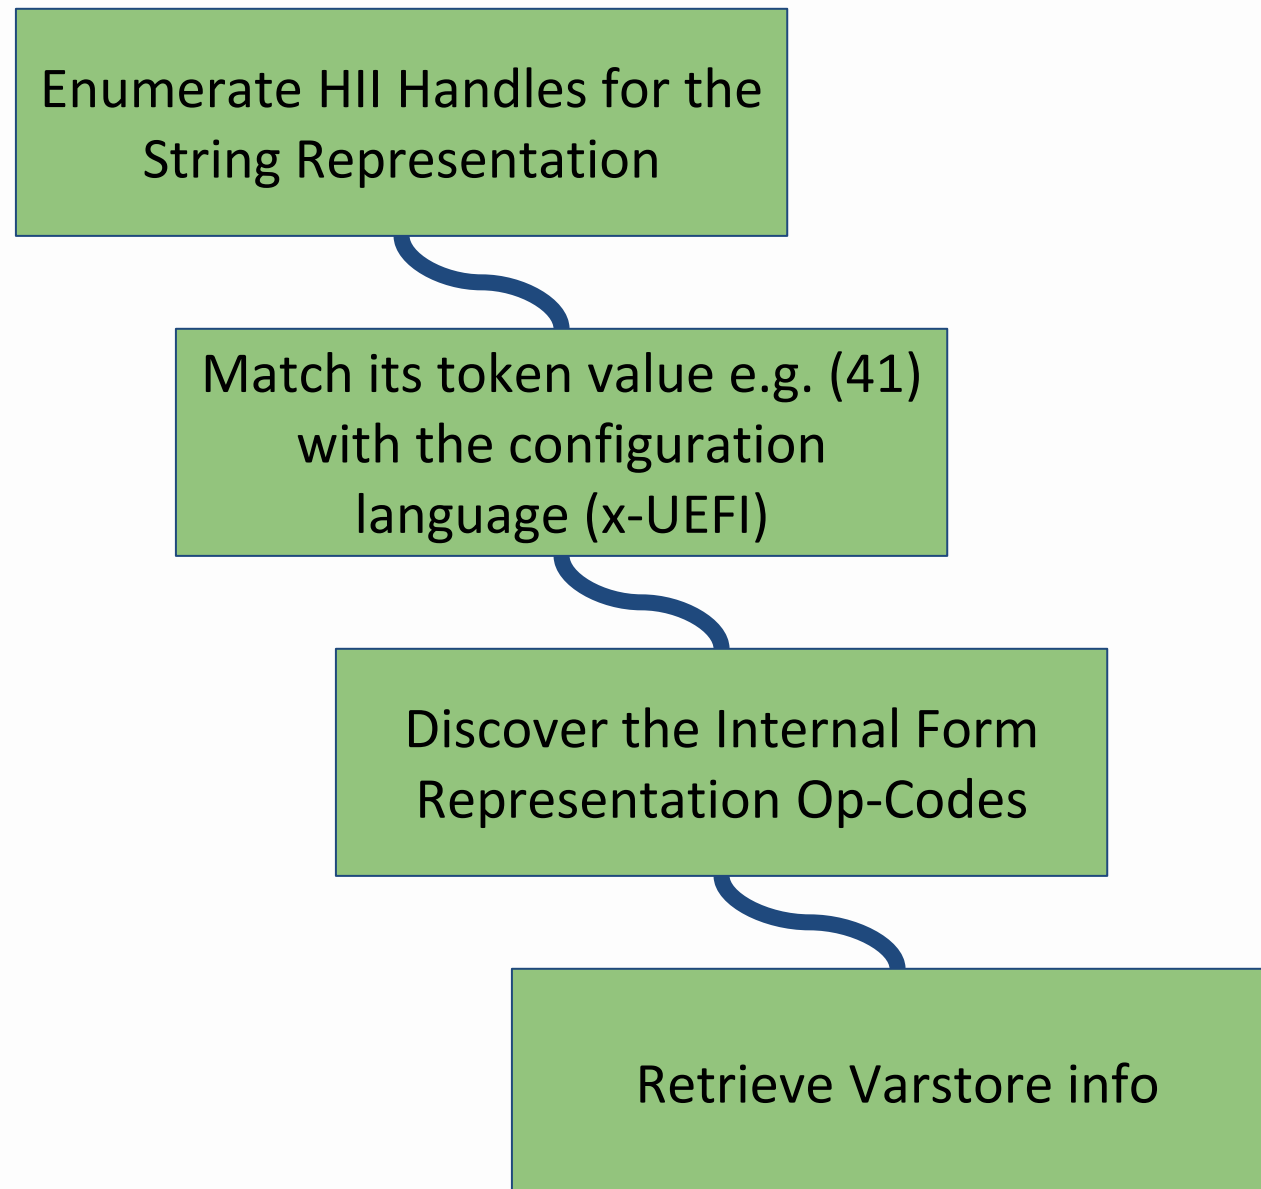 Enumerate HII Handles for the
String Representation
Match its token value e.g. (41)
with the configuration
language (x-UEFI)
Discover the Internal Form
Representation Op-Codes
Retrieve Varstore info